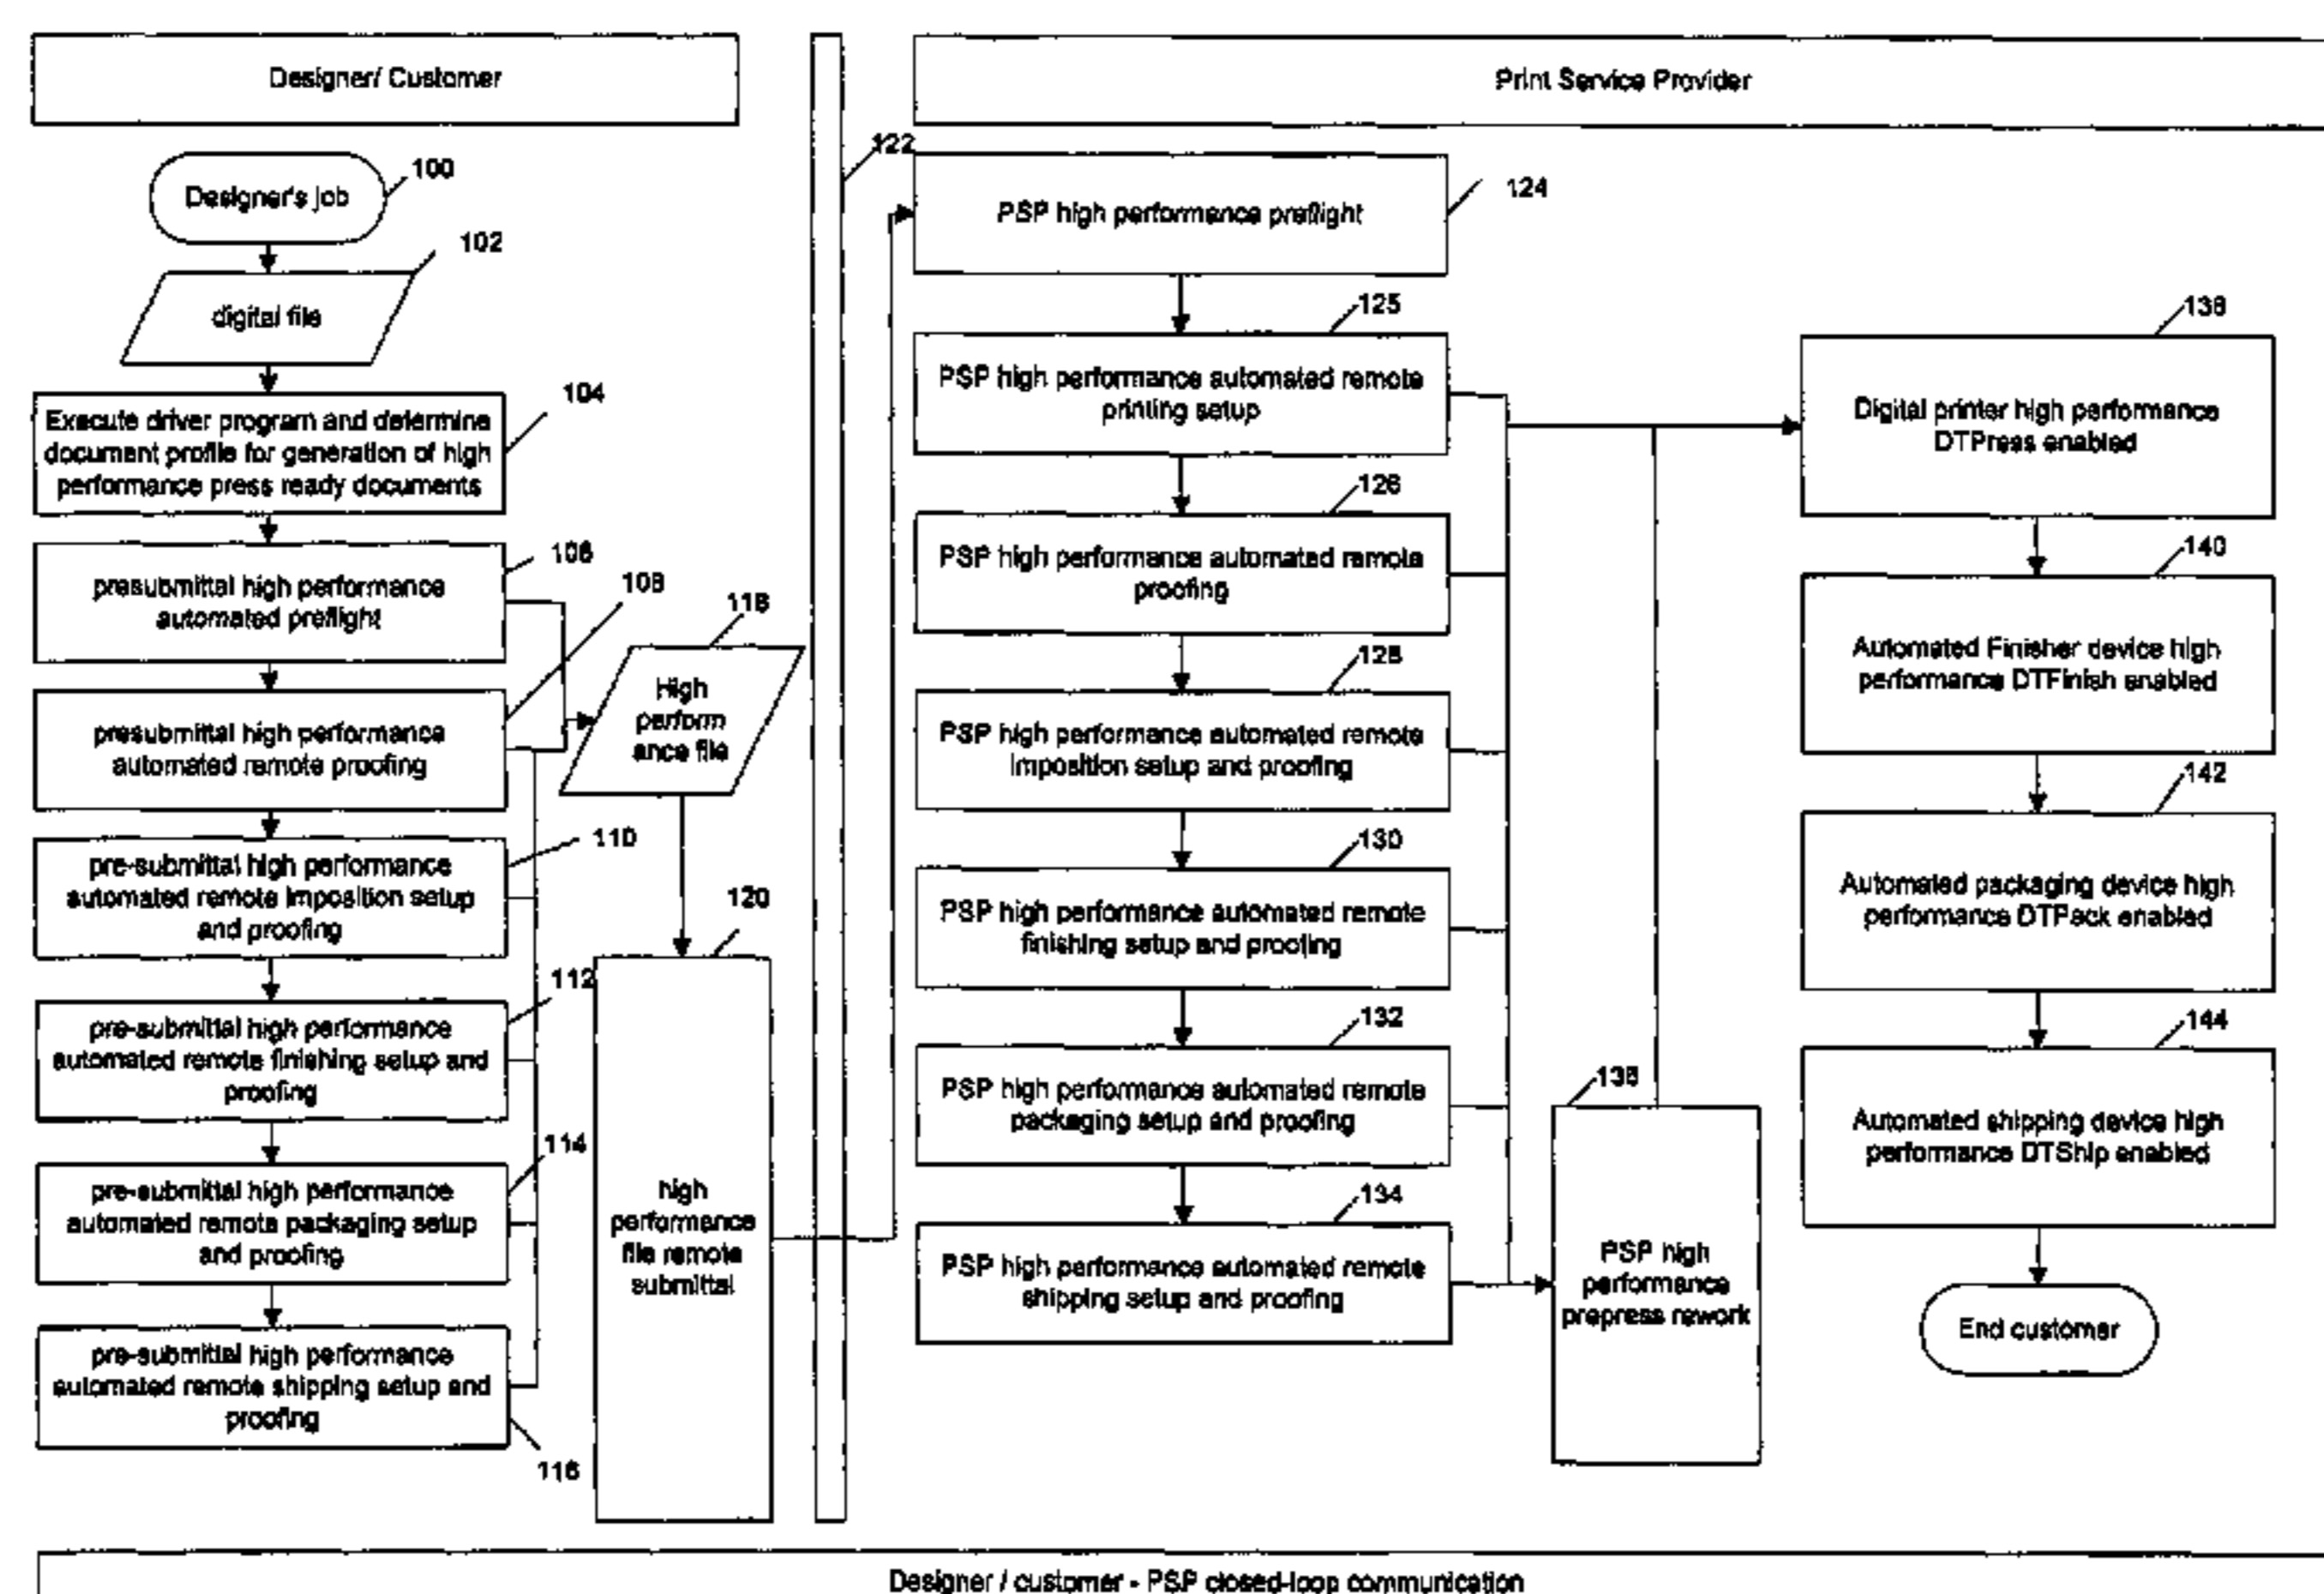 Designer/ Customer
Print Service Provider
Designer's job
100
digital file
102
Execute driver program and determine
document profile for generation of high
performance press ready documents
104
presubmittal high performance
automated preflight
106
presubmittal high performance
automated remote proofing
108
pre-submittal high performance
automated remote imposition setup
and proofing
110
pre-submittal high performance
automated remote finishing setup and
proofing
112
pre-submittal high performance
automated remote packaging setup
and proofing
114
pre-submittal high performance
automated remote shipping setup and
proofing
116
118
High
perform
ance file
120
high
performance
file remote
submittal
122
PSP high performance preflight
124
125
PSP high performance automated remote
printing setup
126
PSP high performance automated remote
proofing
128
PSP high performance automated remote
imposition setup and proofing
130
PSP high performance automated remote
finishing setup and proofing
132
PSP high performance automated remote
packaging setup and proofing
134
PSP high performance automated remote
shipping setup and proofing
136
PSP high
performance
prepress rework
138
Digital printer high performance
DTPress enabled
140
Automated Finisher device high
performance DTFinish enabled
142
Automated packaging device high
performance DTPack enabled
144
Automated shipping device high
performance DTShip enabled
End customer
Designer / customer - PSP closed-loop communication